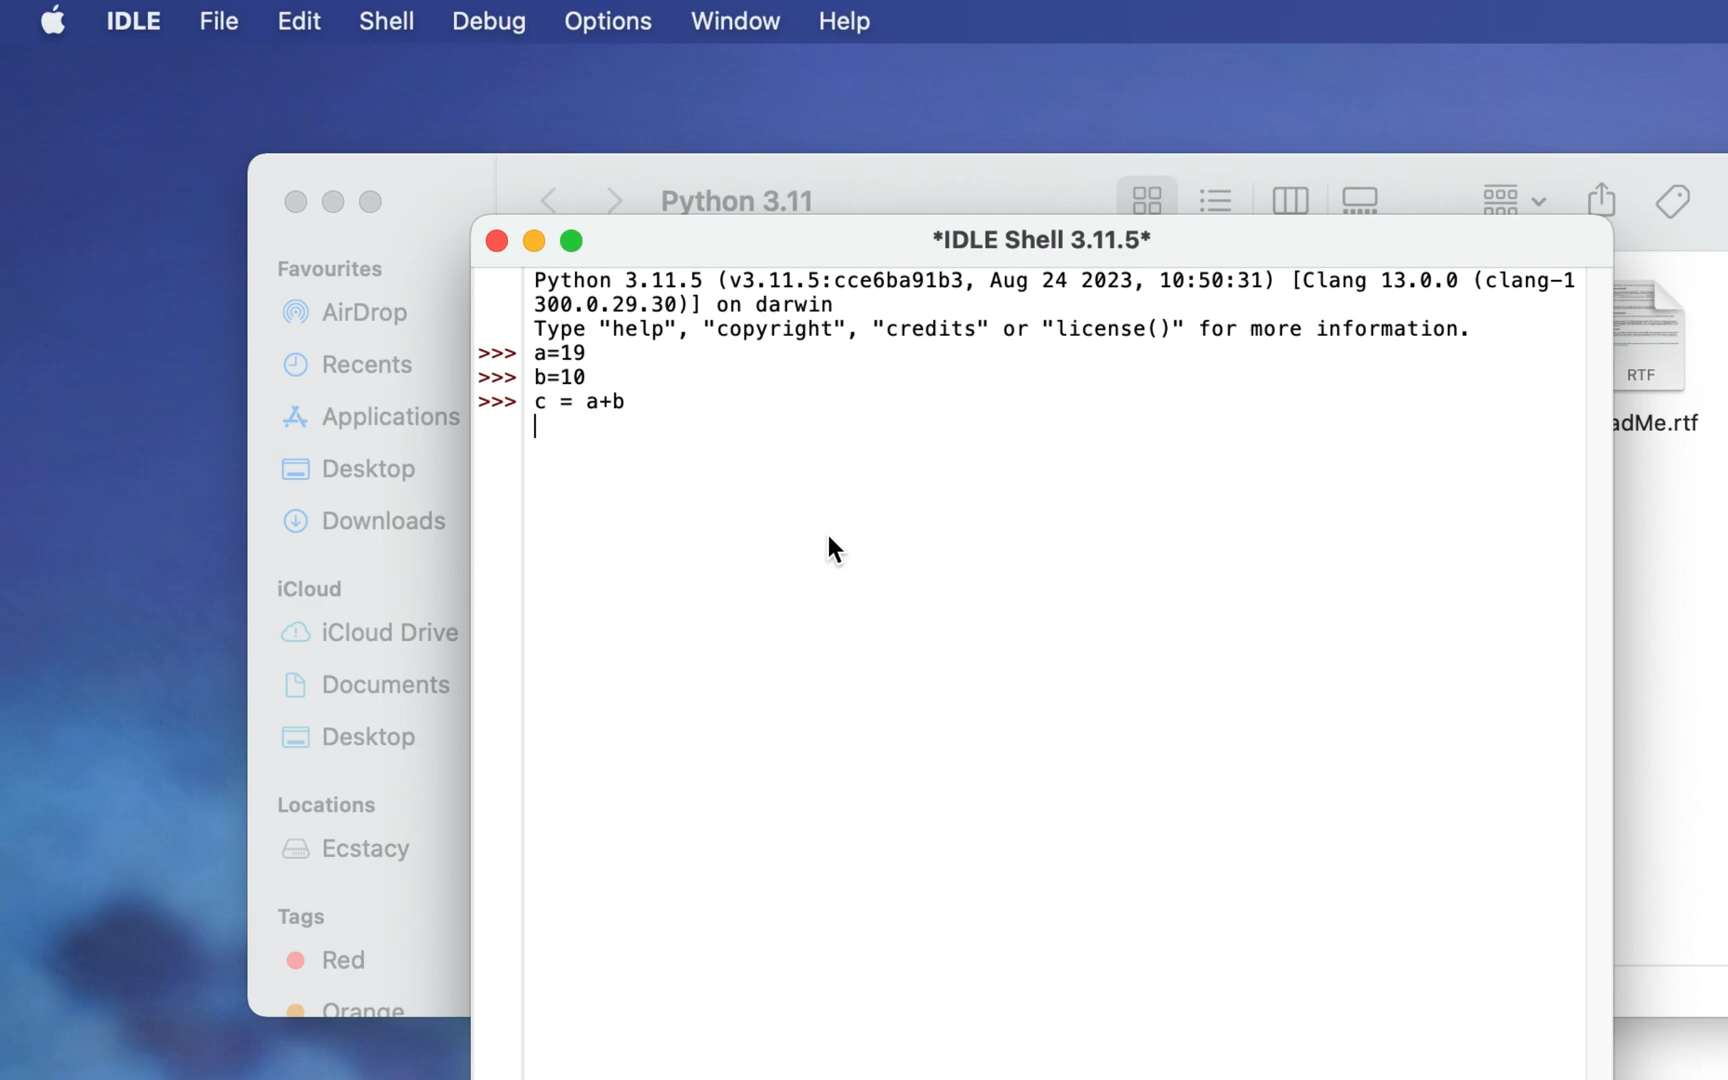 IDLE File Edit Shell Debug Options Window Help
Python 3.11
*IDLE Shell 3.11.5*
Python 3.11.5 (v3.11.5:cce6ba91b3, Aug 24 2023, 10:50:31) [Clang 13.0.0 (clang-1
300.0.29.30)] on darwin
Type "help", "copyright", "credits" or "license()" for more information.
>>> a=19
>>> b=10
>>> c = a+b
Favourites
AirDrop
Recents
Applications
Desktop
Downloads
iCloud
iCloud Drive
Documents
Desktop
Locations
Ecstacy
Tags
Red
Orange
RTF
adMe.rtf